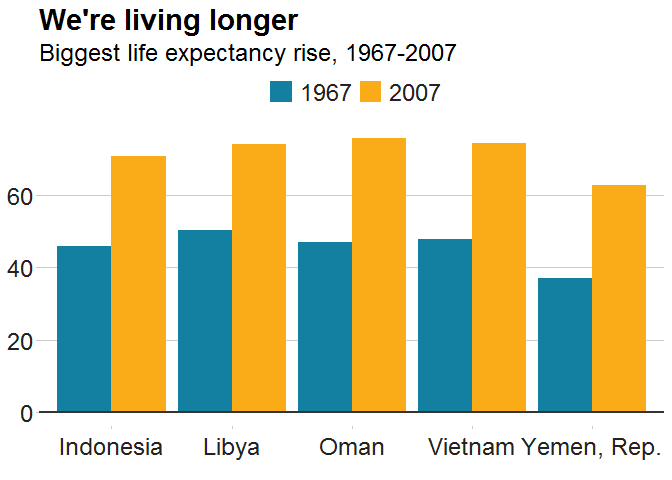 We're living longer
Biggest life expectancy rise, 1967-2007
1967 2007
60
40
20
0
Indonesia Libya Oman Vietnam Yemen, Rep.